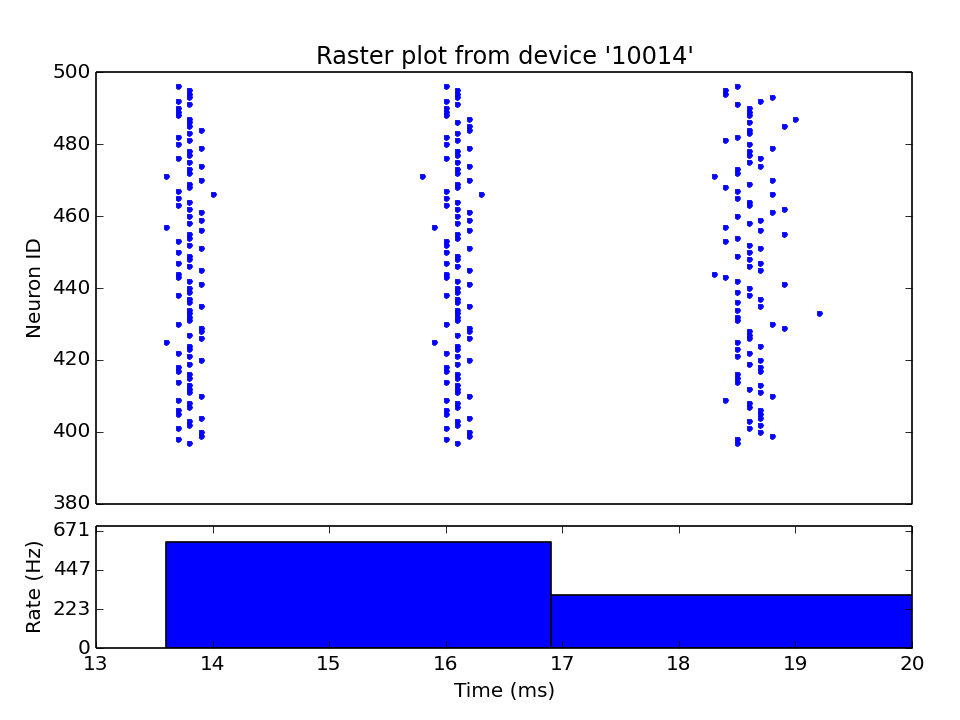 Raster plot from device '10014'
500
480
460
440
420
400
380
Neuron ID
671
447
223
0
Rate (Hz)
13 14 15 16 17 18 19 20
Time (ms)